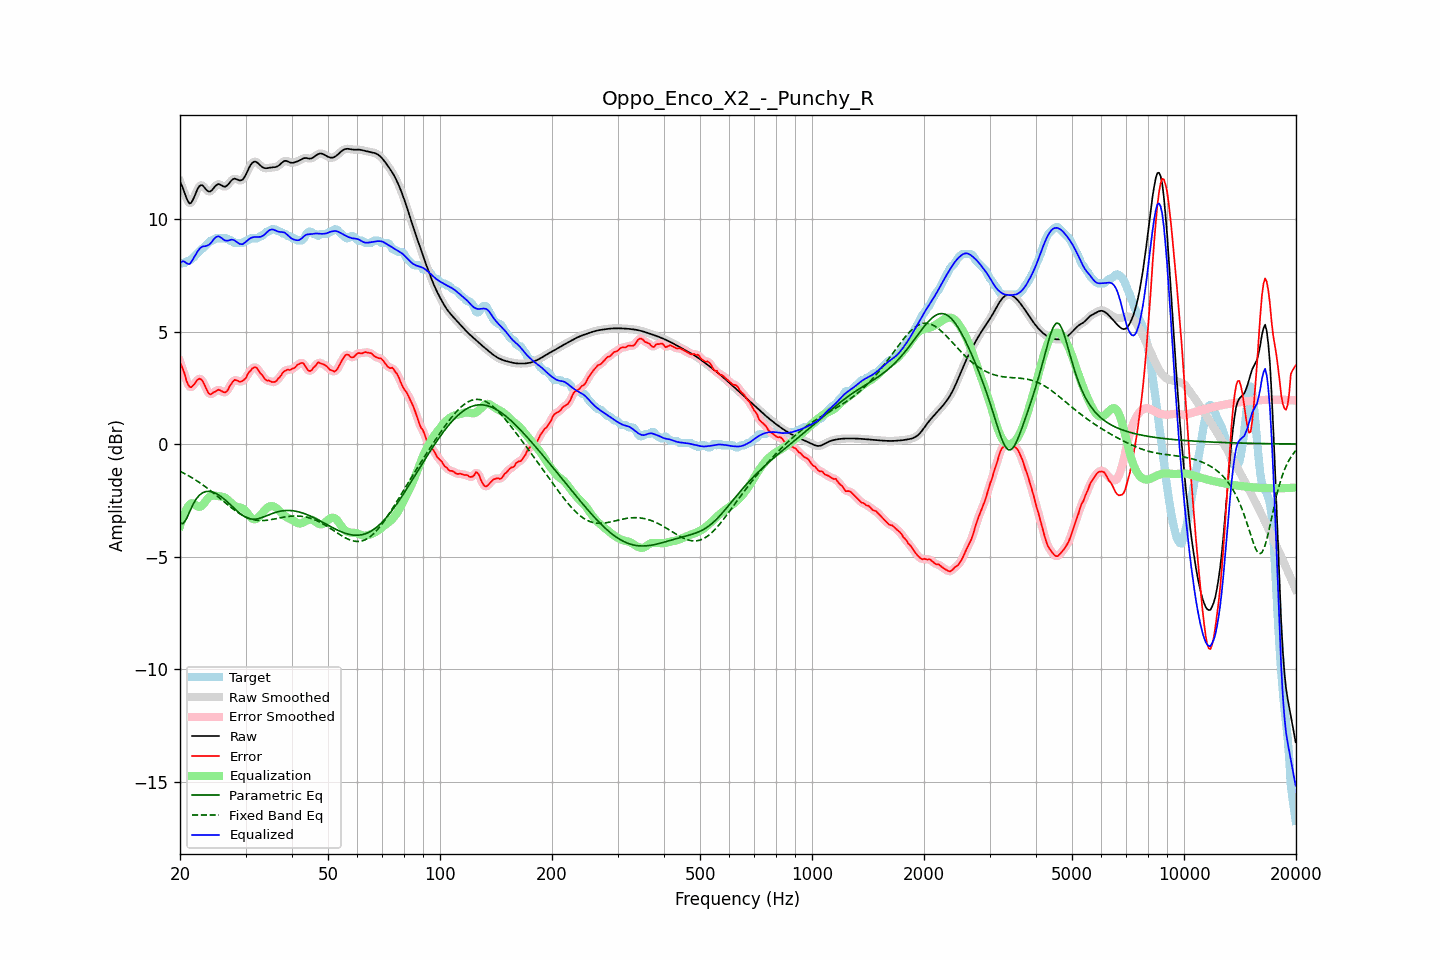 Oppo_Enco_X2_-_Punchy_R
Amplitude (dBr)
10
5
0
−5
−10
−15
Target
Raw Smoothed
Error Smoothed
Raw
Error
Equalization
Parametric Eq
Fixed Band Eq
Equalized
20 50 100 200 500 1000 2000 5000 10000 20000
Frequency (Hz)